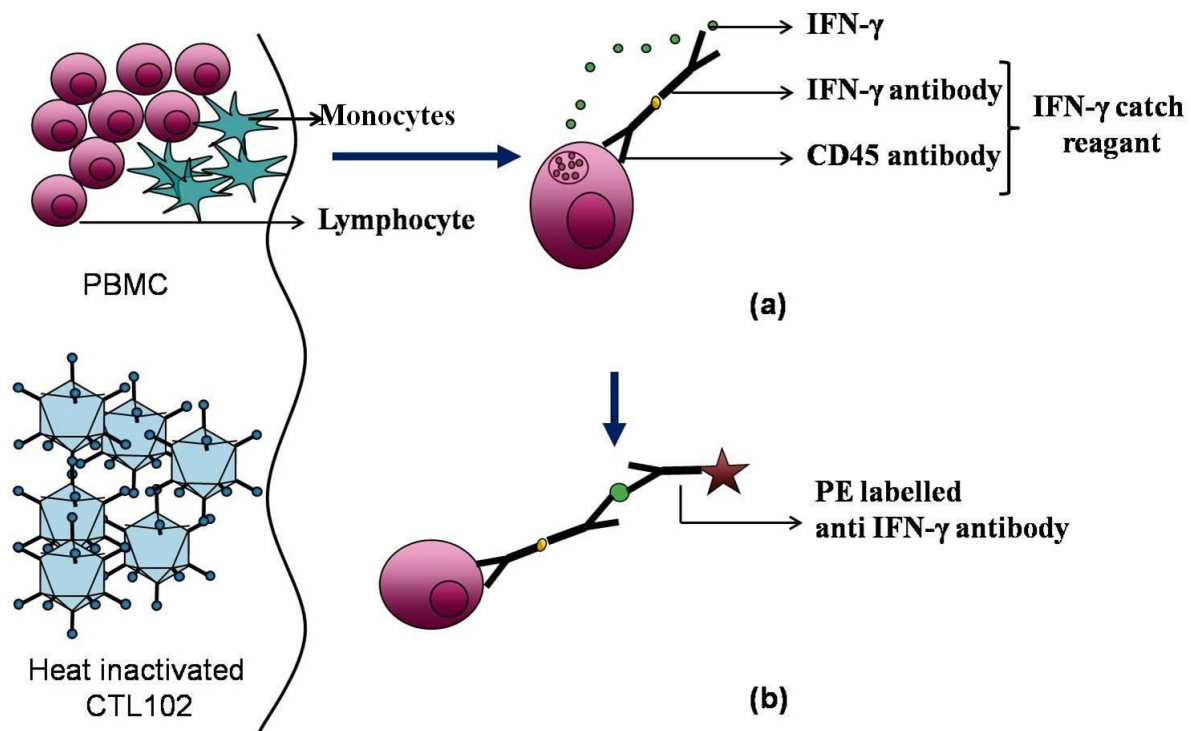 Monocytes
Lymphocyte
PBMC
IFN-γ
IFN-γ antibody
CD45 antibody
IFN-γ catch
reagant
(a)
Heat inactivated
CTL102
PE labelled
anti IFN-γ antibody
(b)